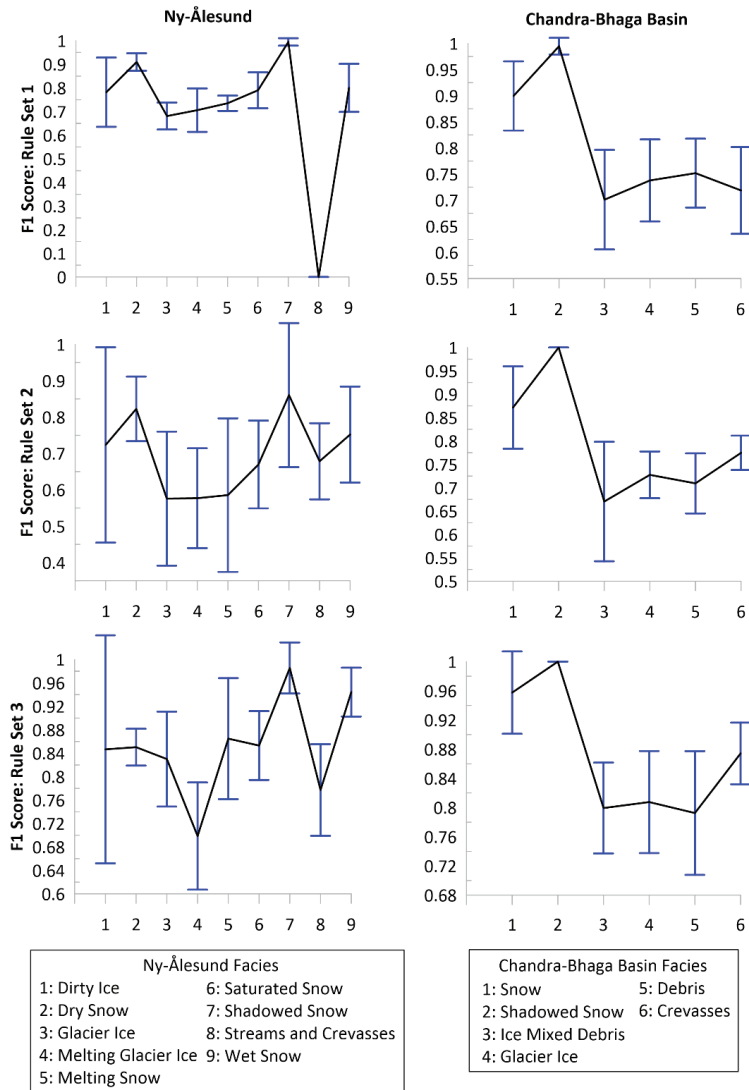 Ny-Ålesund
F1 Score: Rule Set 1
1
0.9
0.8
0.7
0.6
0.5
0.4
0.3
0.2
0.1
0
1 2 3 4 5 6 7 8 9
Chandra-Bhaga Basin
1
0.95
0.9
0.85
0.8
0.75
0.7
0.65
0.6
0.55
1 2 3 4 5 6
F1 Score: Rule Set 2
1
0.9
0.8
0.7
0.6
0.5
0.4
1 2 3 4 5 6 7 8 9
1
0.95
0.9
0.85
0.8
0.75
0.7
0.65
0.6
0.55
0.5
1 2 3 4 5 6
F1 Score: Rule Set 3
1
0.96
0.92
0.88
0.84
0.8
0.76
0.72
0.68
0.64
0.6
1 2 3 4 5 6 7 8 9
1
0.96
0.92
0.88
0.84
0.8
0.76
0.72
0.68
1 2 3 4 5 6
Ny-Ålesund Facies
1: Dirty Ice
2: Dry Snow
3: Glacier Ice
4: Melting Glacier Ice
5: Melting Snow
6: Saturated Snow
7: Shadowed Snow
8: Streams and Crevasses
9: Wet Snow
Chandra-Bhaga Basin Facies
1: Snow
2: Shadowed Snow
3: Ice Mixed Debris
4: Glacier Ice
5: Debris
6: Crevasses